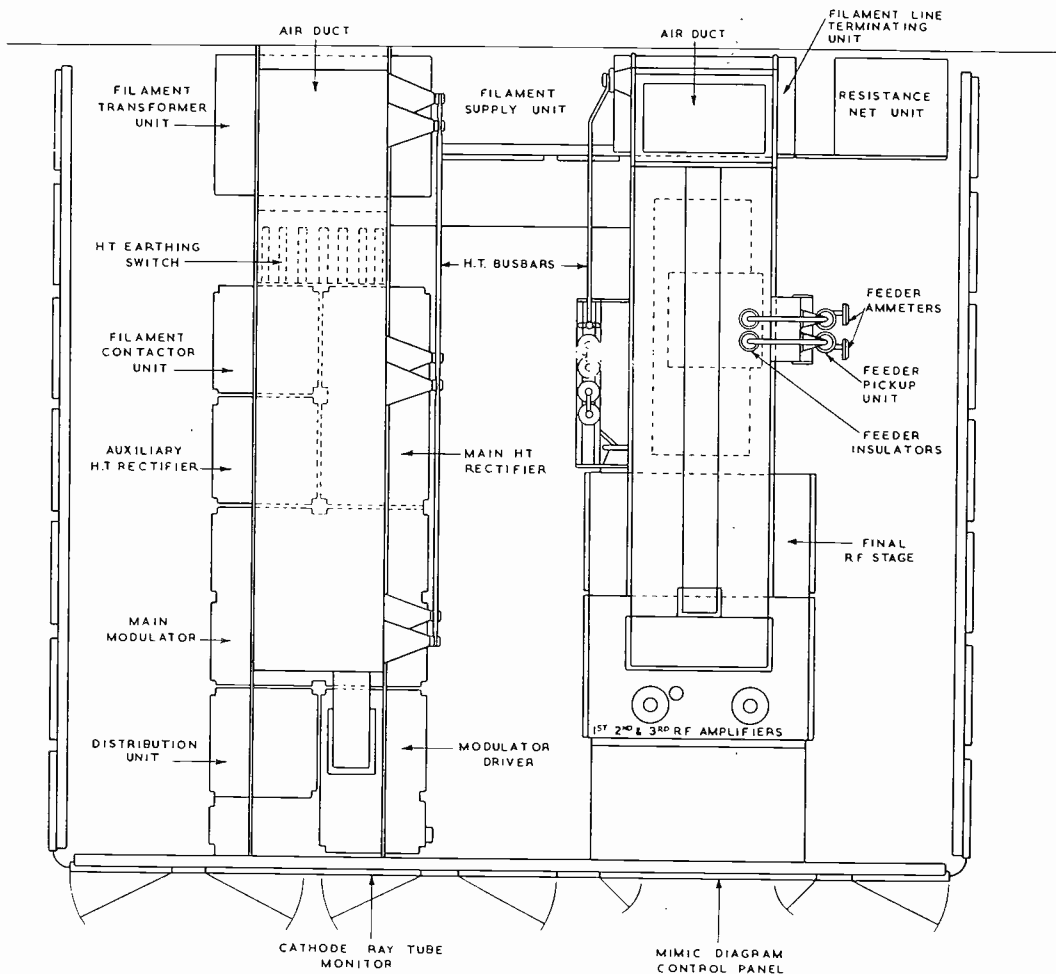 AIR DUCT
AIR DUCT
FILAMENT LINE
TERMINATING
UNIT
FILAMENT
TRANSFORMER
UNIT
FILAMENT
SUPPLY UNIT
RESISTANCE
NET UNIT
HT EARTHING
SWITCH
H.T. BUSBARS
FEEDER
AMMETERS
FILAMENT
CONTACTOR
UNIT
FEEDER
PICKUP
UNIT
FEEDER
INSULATORS
AUXILIARY
H.T RECTIFIER
MAIN HT
RECTIFIER
FINAL
RF STAGE
MAIN
MODULATOR
1ST 2ND & 3RD RF AMPLIFIERS
DISTRIBUTION
UNIT
MODULATOR
DRIVER
CATHODE RAY TUBE
MONITOR
MIMIC DIAGRAM
CONTROL PANEL